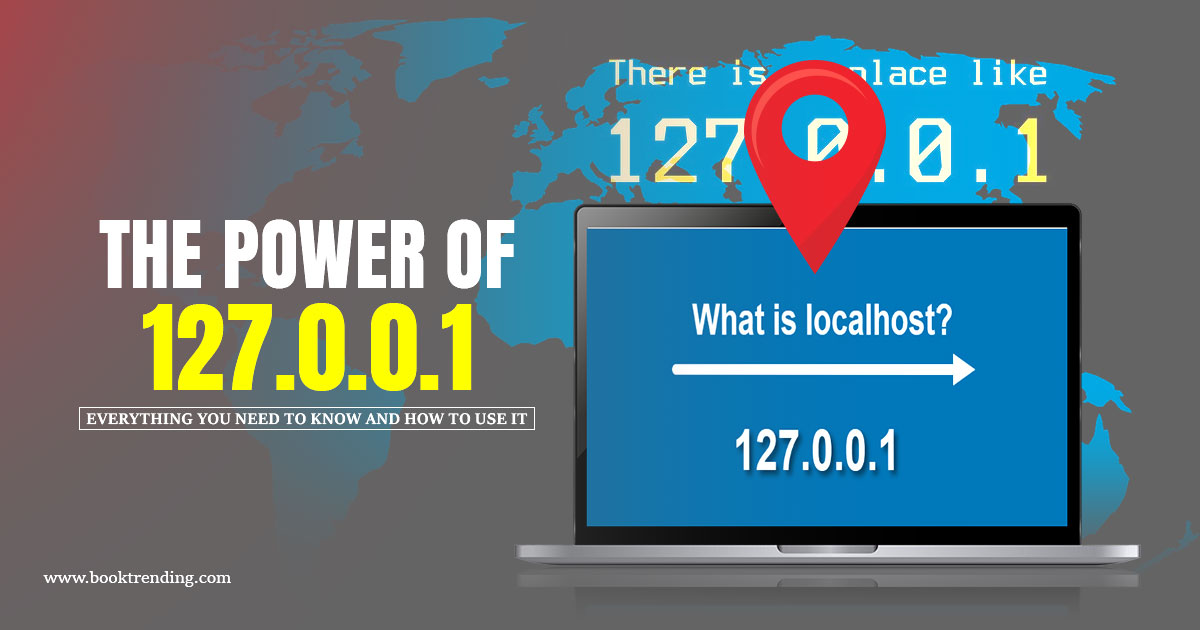 There is place like
127.0.0.1
THE POWER OF
127.0.0.1
EVERYTHING YOU NEED TO KNOW AND HOW TO USE IT
What is localhost?
127.0.0.1
www.booktrending.com